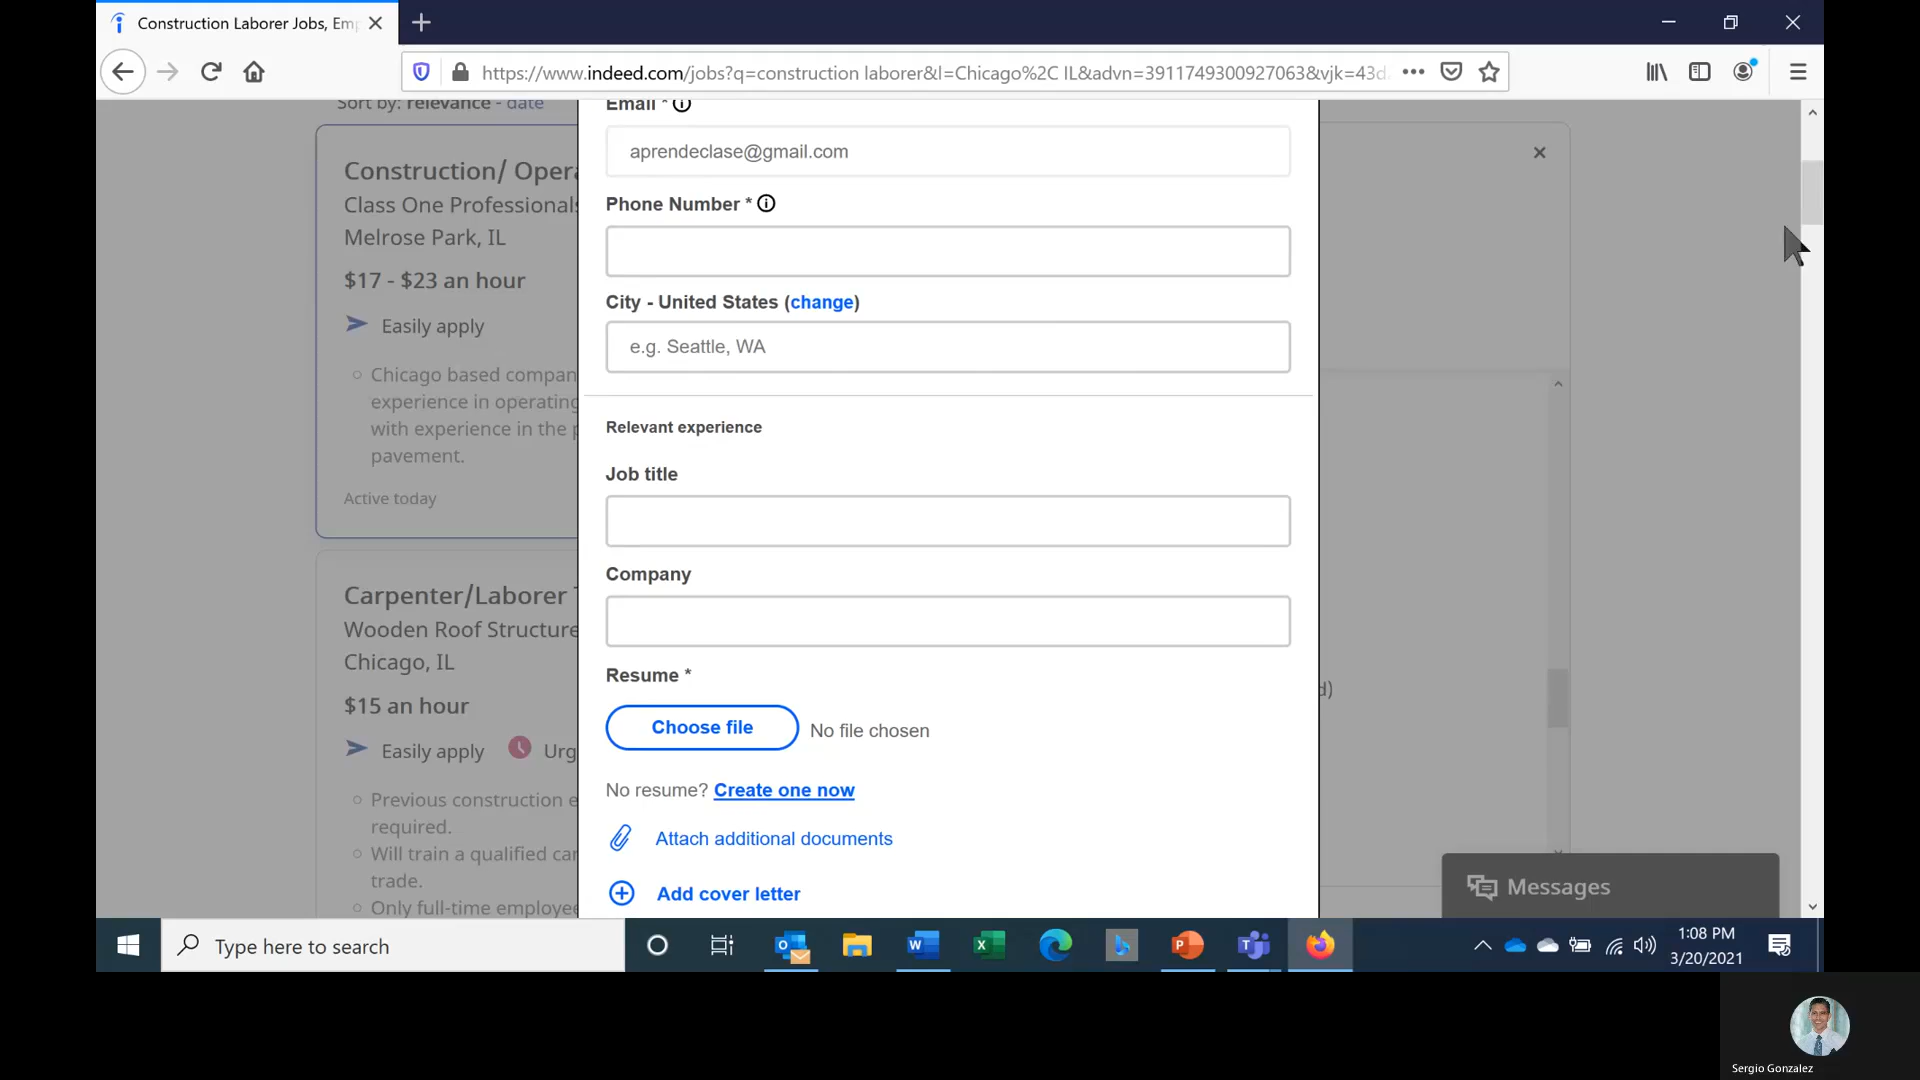 Construction Laborer Jobs, Emp
https://www.indeed.com/jobs?q=construction laborer&l=Chicago%2C IL&advn=3911749300927063&vjk=43d
Sort by: relevance - date
Construction/ Opera
Class One Professionals
Melrose Park, IL
$17 - $23 an hour
Easily apply
Chicago based compan
experience in operating
with experience in the p
pavement.
Active today
Carpenter/Laborer
Wooden Roof Structure
Chicago, IL
$15 an hour
Easily apply Urg
Previous construction e
required.
Will train a qualified car
trade.
Only full-time employee
Email *
aprendeclase@gmail.com
Phone Number *
City - United States (change)
e.g. Seattle, WA
Relevant experience
Job title
Company
Resume *
Choose file No file chosen
No resume? Create one now
Attach additional documents
Add cover letter
d)
Messages
Type here to search
1:08 PM
3/20/2021
Sergio Gonzalez